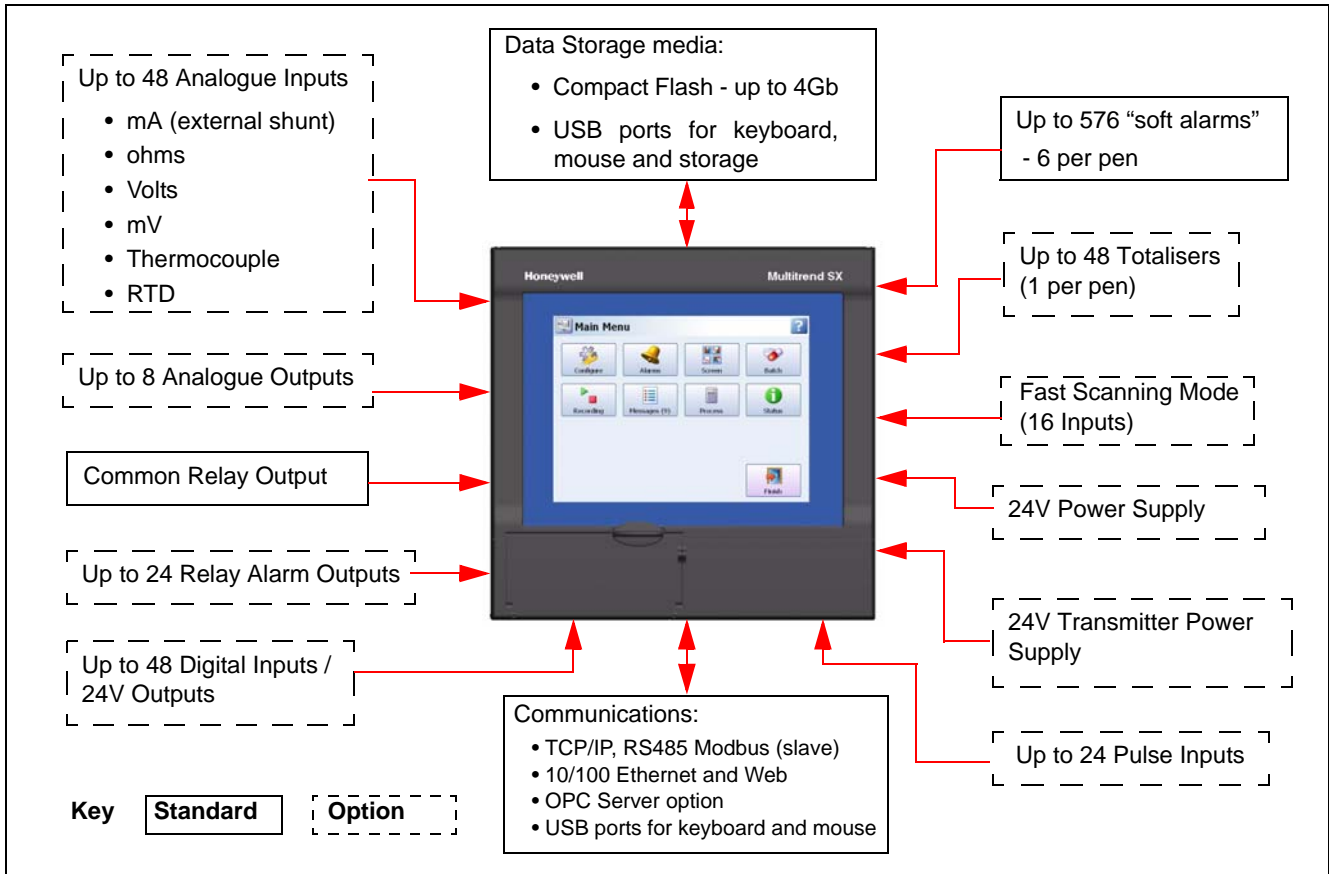 Up to 48 Analogue Inputs
• mA (external shunt)
• ohms
• Volts
• mV
• Thermocouple
• RTD
Up to 8 Analogue Outputs
Common Relay Output
Up to 24 Relay Alarm Outputs
Up to 48 Digital Inputs /
24V Outputs
Data Storage media:
• Compact Flash - up to 4Gb
• USB ports for keyboard,
mouse and storage
Honeywell
Multitrend SX
Main Menu
?
Configure
Alarms
Screen
Batch
Recording
Messages (9)
Process
Status
Finish
Communications:
• TCP/IP, RS485 Modbus (slave)
• 10/100 Ethernet and Web
• OPC Server option
• USB ports for keyboard and mouse
Up to 576 “soft alarms”
- 6 per pen
Up to 48 Totalisers
(1 per pen)
Fast Scanning Mode
(16 Inputs)
24V Power Supply
24V Transmitter Power
Supply
Up to 24 Pulse Inputs
Key
Standard
Option